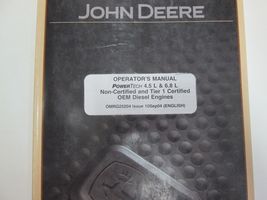 JOHN DEERE
OPERATOR'S MANUAL
POWERTECH 4.5 L & 6.8 L
Non-Certified and Tier 1 Certified
OEM Diesel Engines
OMRG25204 Issue 10Sep04 (ENGLISH)